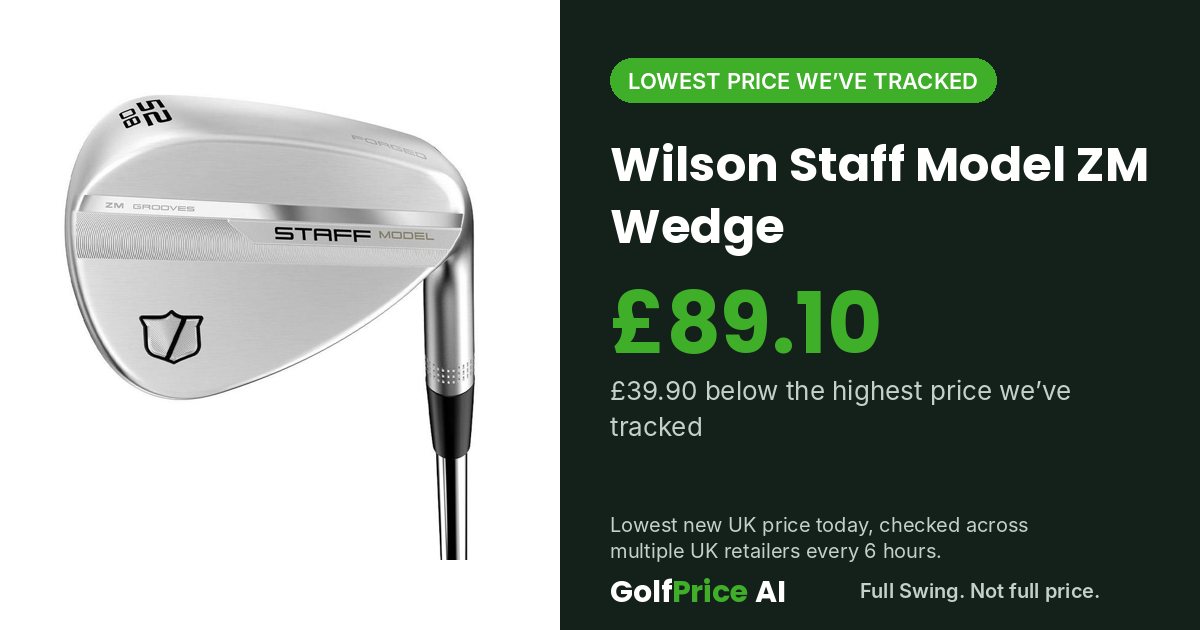 52
08
FORGED
ZM GROOVES
STAFF MODEL
LOWEST PRICE WE’VE TRACKED
Wilson Staff Model ZM
Wedge
£89.10
£39.90 below the highest price we’ve
tracked
Lowest new UK price today, checked across
multiple UK retailers every 6 hours.
GolfPrice AI
Full Swing. Not full price.